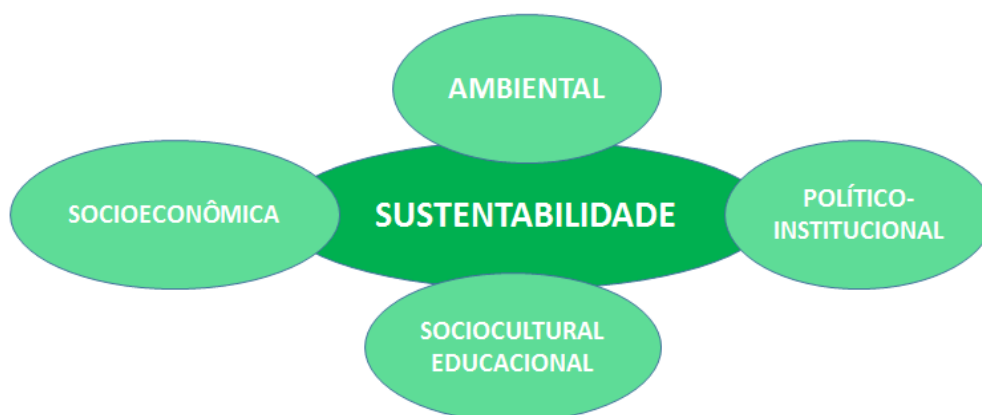 AMBIENTAL
SOCIOECONÔMICA
SUSTENTABILIDADE
POLÍTICO-
INSTITUCIONAL
SOCIOCULTURAL
EDUCACIONAL